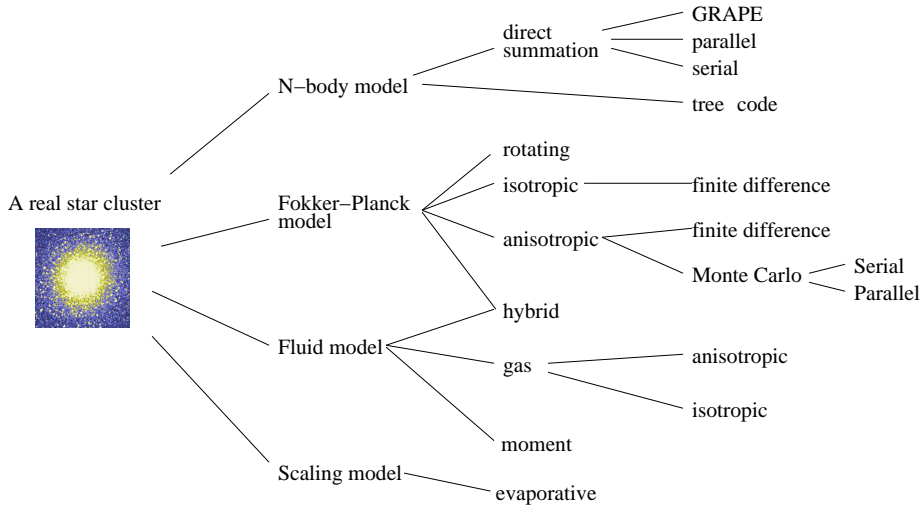 A real star cluster
N−body model
direct
summation
GRAPE
parallel
serial
tree code
Fokker−Planck
model
rotating
isotropic
finite difference
anisotropic
finite difference
Monte Carlo
Serial
Parallel
hybrid
Fluid model
gas
anisotropic
isotropic
moment
Scaling model
evaporative